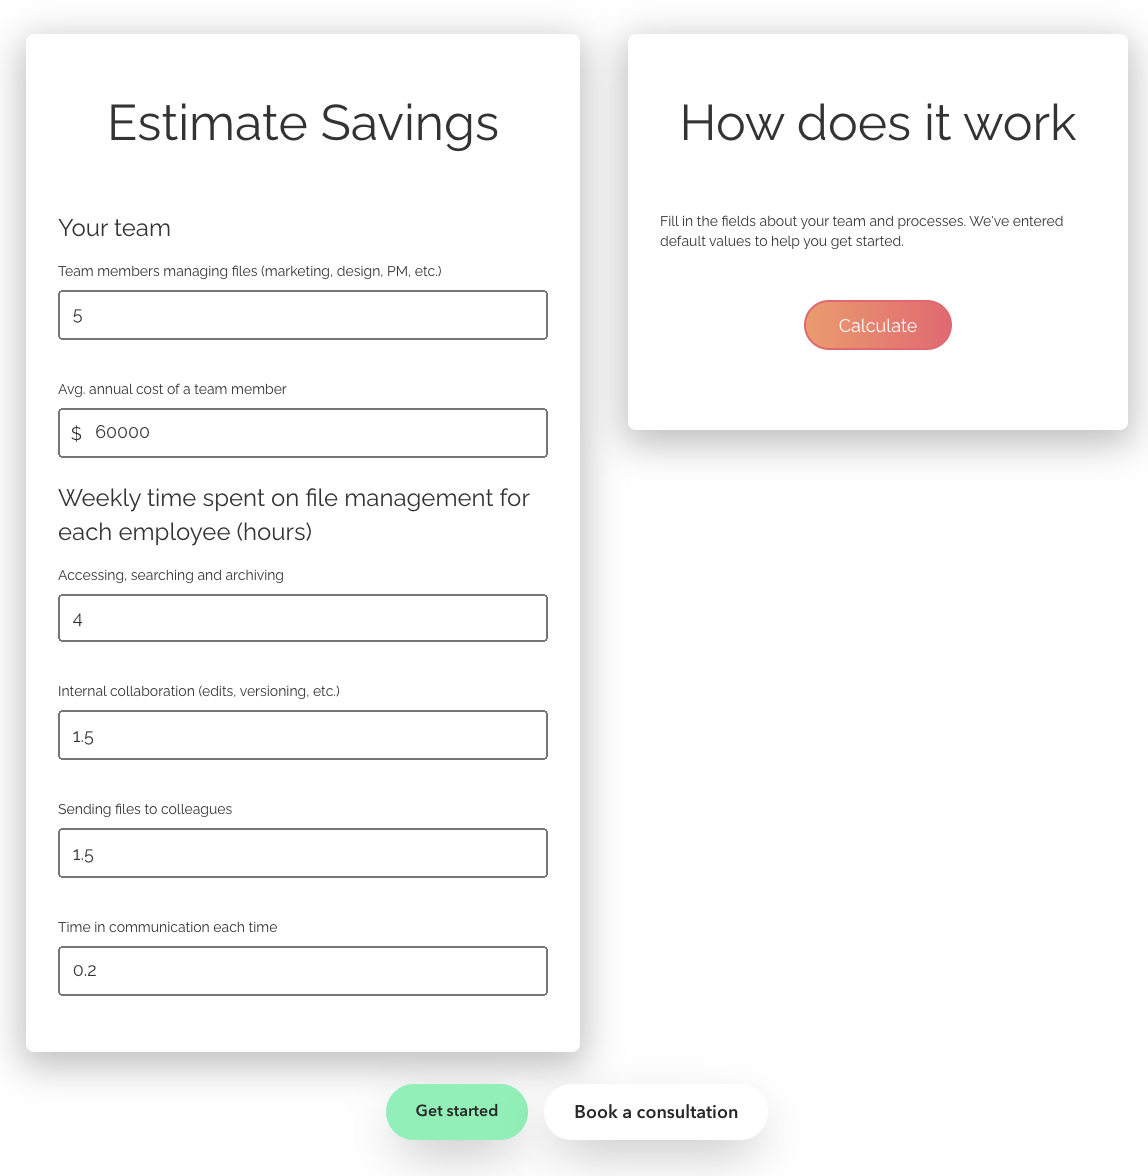 Estimate Savings
Your team
Team members managing files (marketing, design, PM, etc.)
5
Avg. annual cost of a team member
$ 60000
Weekly time spent on file management for
each employee (hours)
Accessing, searching and archiving
4
Internal collaboration (edits, versioning, etc.)
1.5
Sending files to colleagues
1.5
Time in communication each time
0.2
How does it work
Fill in the fields about your team and processes. We've entered
default values to help you get started.
Calculate
Get started
Book a consultation